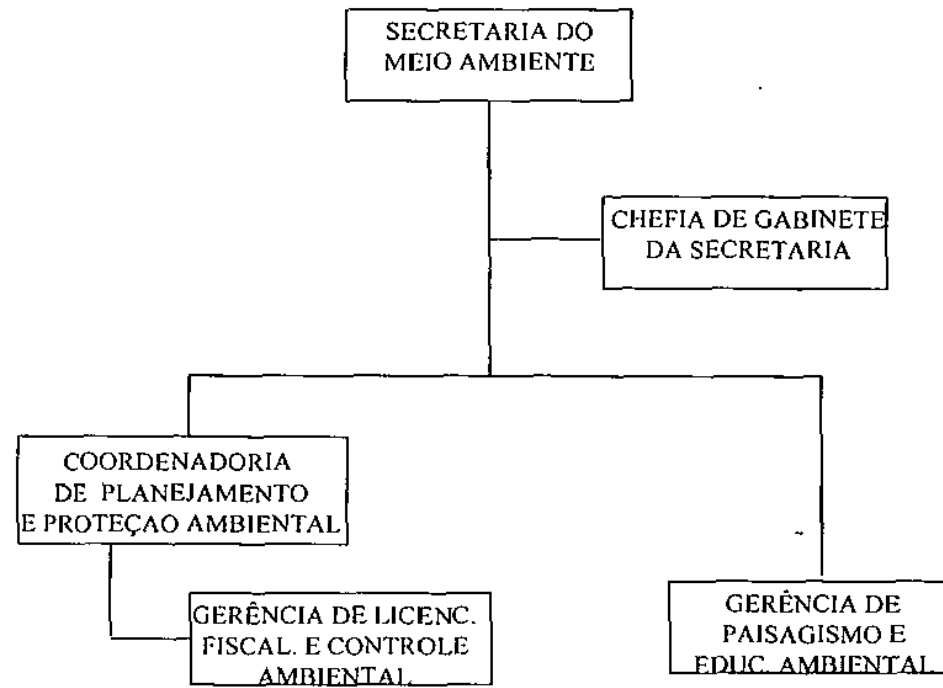 SECRETARIA DO
MEIO AMBIENTE
CHEFIA DE GABINETE
DA SECRETARIA
COORDENADORIA
DE PLANEJAMENTO
E PROTEÇAO AMBIENTAL
GERÊNCIA DE LICENC.
FISCAL. E CONTROLE
AMBIENTAL
GERÊNCIA DE
PAISAGISMO E
EDUC. AMBIENTAL